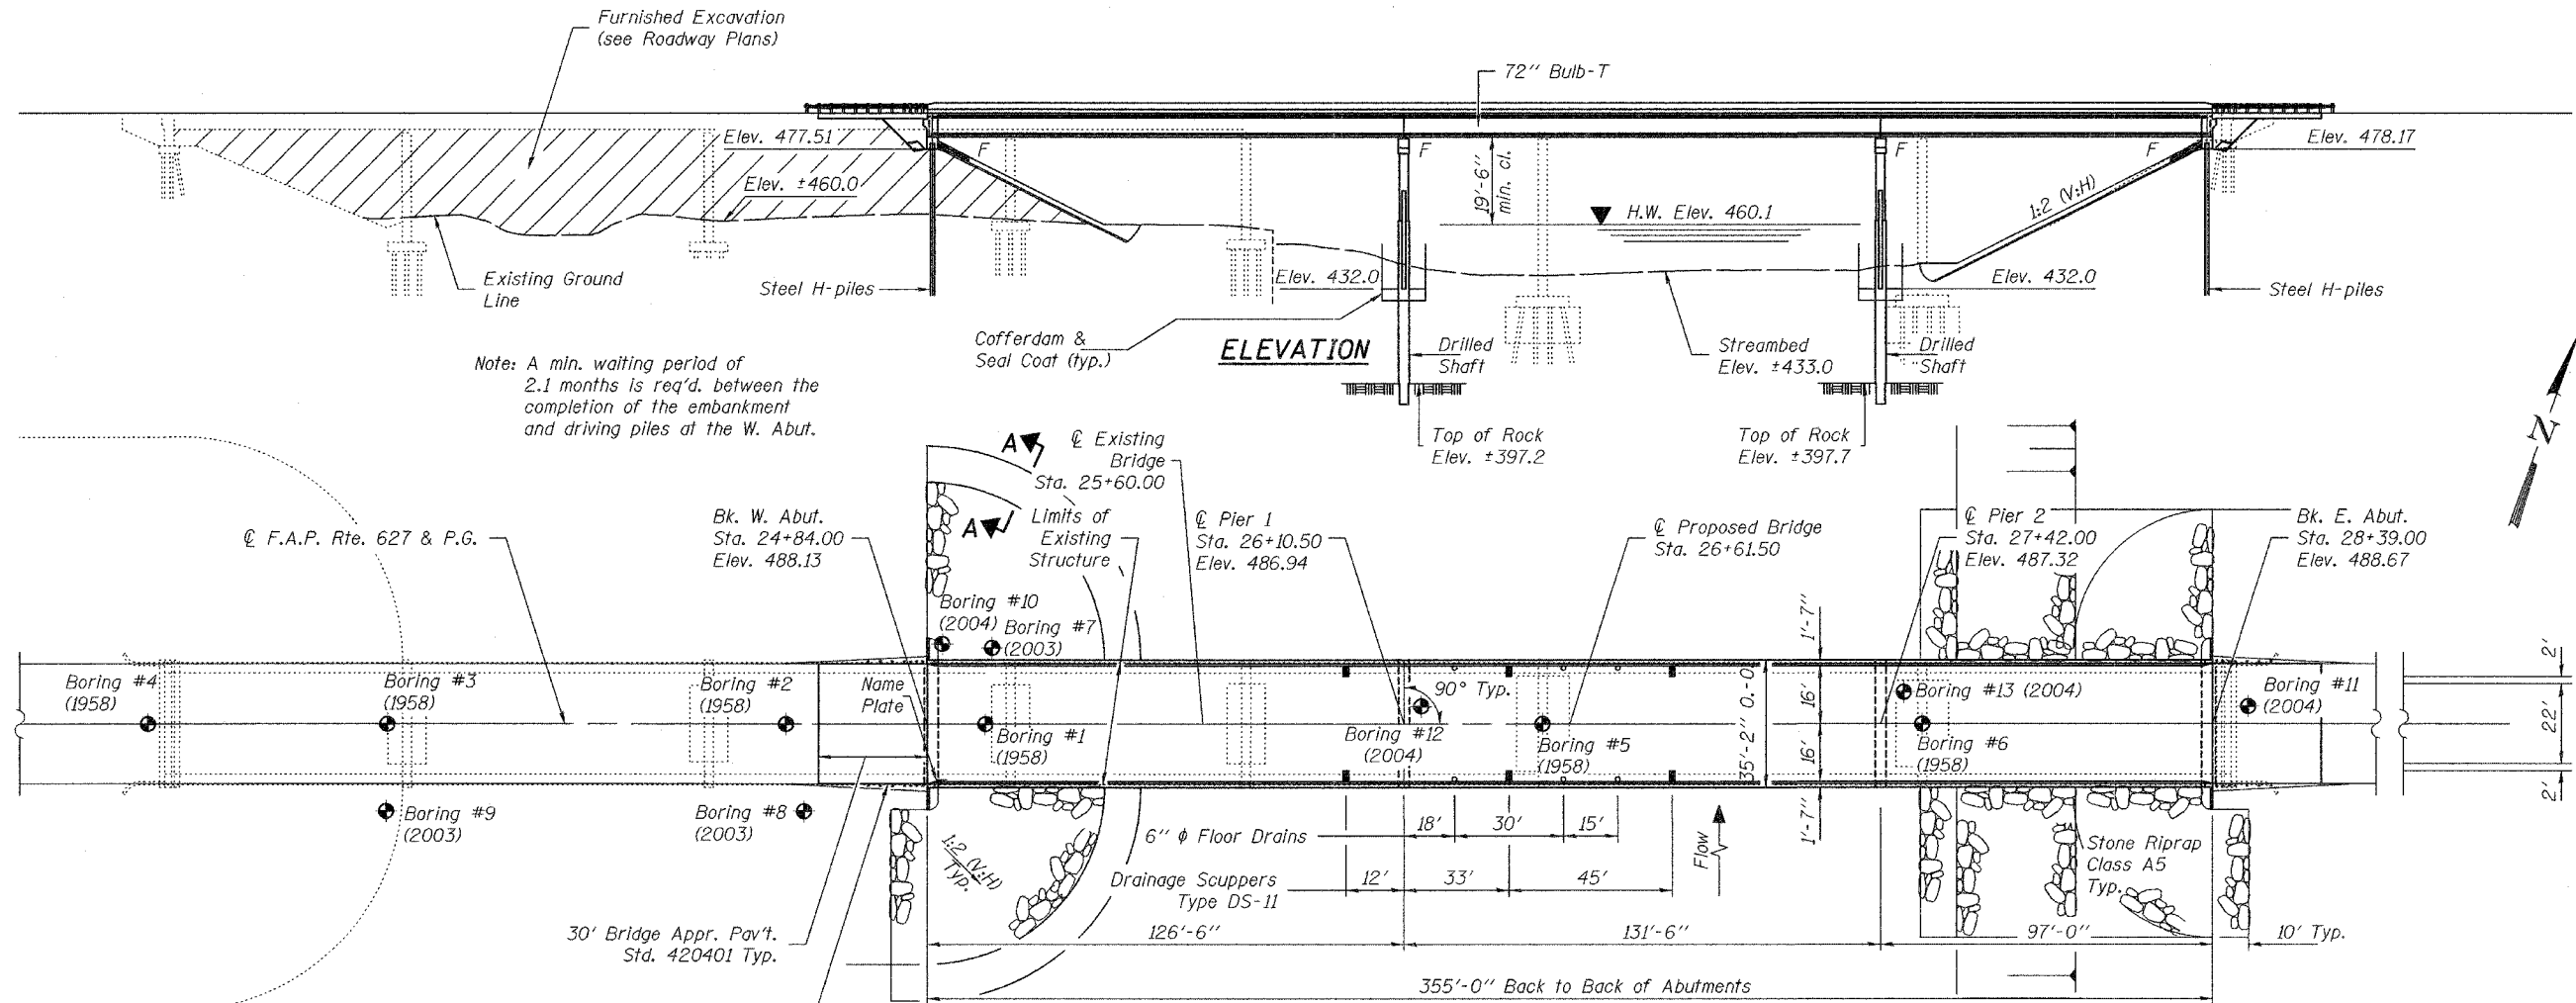 Furnished Excavation
(see Roadway Plans)
72" Bulb-T
Elev. 477.51
F
F
F
F
Elev. 478.17
Elev. ±460.0
19'-6"
min. cl.
H.W. Elev. 460.1
1:2 (V:H)
Existing Ground
Line
Steel H-piles
Elev. 432.0
Elev. 432.0
Steel H-piles
Cofferdam &
Seal Coat (typ.)
ELEVATION
Drilled
Shaft
Streambed
Elev. ±433.0
Drilled
Shaft
Note: A min. waiting period of
2.1 months is req'd. between the
completion of the embankment
and driving piles at the W. Abut.
Top of Rock
Elev. ±397.2
Top of Rock
Elev. ±397.7
N
A
A
℄ Existing
Bridge
Sta. 25+60.00
℄ F.A.P. Rte. 627 & P.G.
Bk. W. Abut.
Sta. 24+84.00
Elev. 488.13
Limits of
Existing
Structure
℄ Pier 1
Sta. 26+10.50
Elev. 486.94
℄ Proposed Bridge
Sta. 26+61.50
℄ Pier 2
Sta. 27+42.00
Elev. 487.32
Bk. E. Abut.
Sta. 28+39.00
Elev. 488.67
Boring #10
(2004)
Boring #7
(2003)
1'-7"
Boring #4
(1958)
Boring #3
(1958)
Boring #2
(1958)
Name
Plate
90° Typ.
16'
Boring #13 (2004)
Boring #11
(2004)
2'
22'
2'
Boring #1
(1958)
Boring #12
(2004)
Boring #5
(1958)
35'-2" O.-O.
16'
Boring #6
(1958)
Boring #9
(2003)
Boring #8
(2003)
1:2 (V:H)
Typ.
6" φ Floor Drains
18'
30'
15'
Flow
1'-7"
Drainage Scuppers
Type DS-11
12'
33'
45'
Stone Riprap
Class A5
Typ.
30' Bridge Appr. Pav't.
Std. 420401 Typ.
126'-6"
131'-6"
97'-0"
10' Typ.
355'-0" Back to Back of Abutments